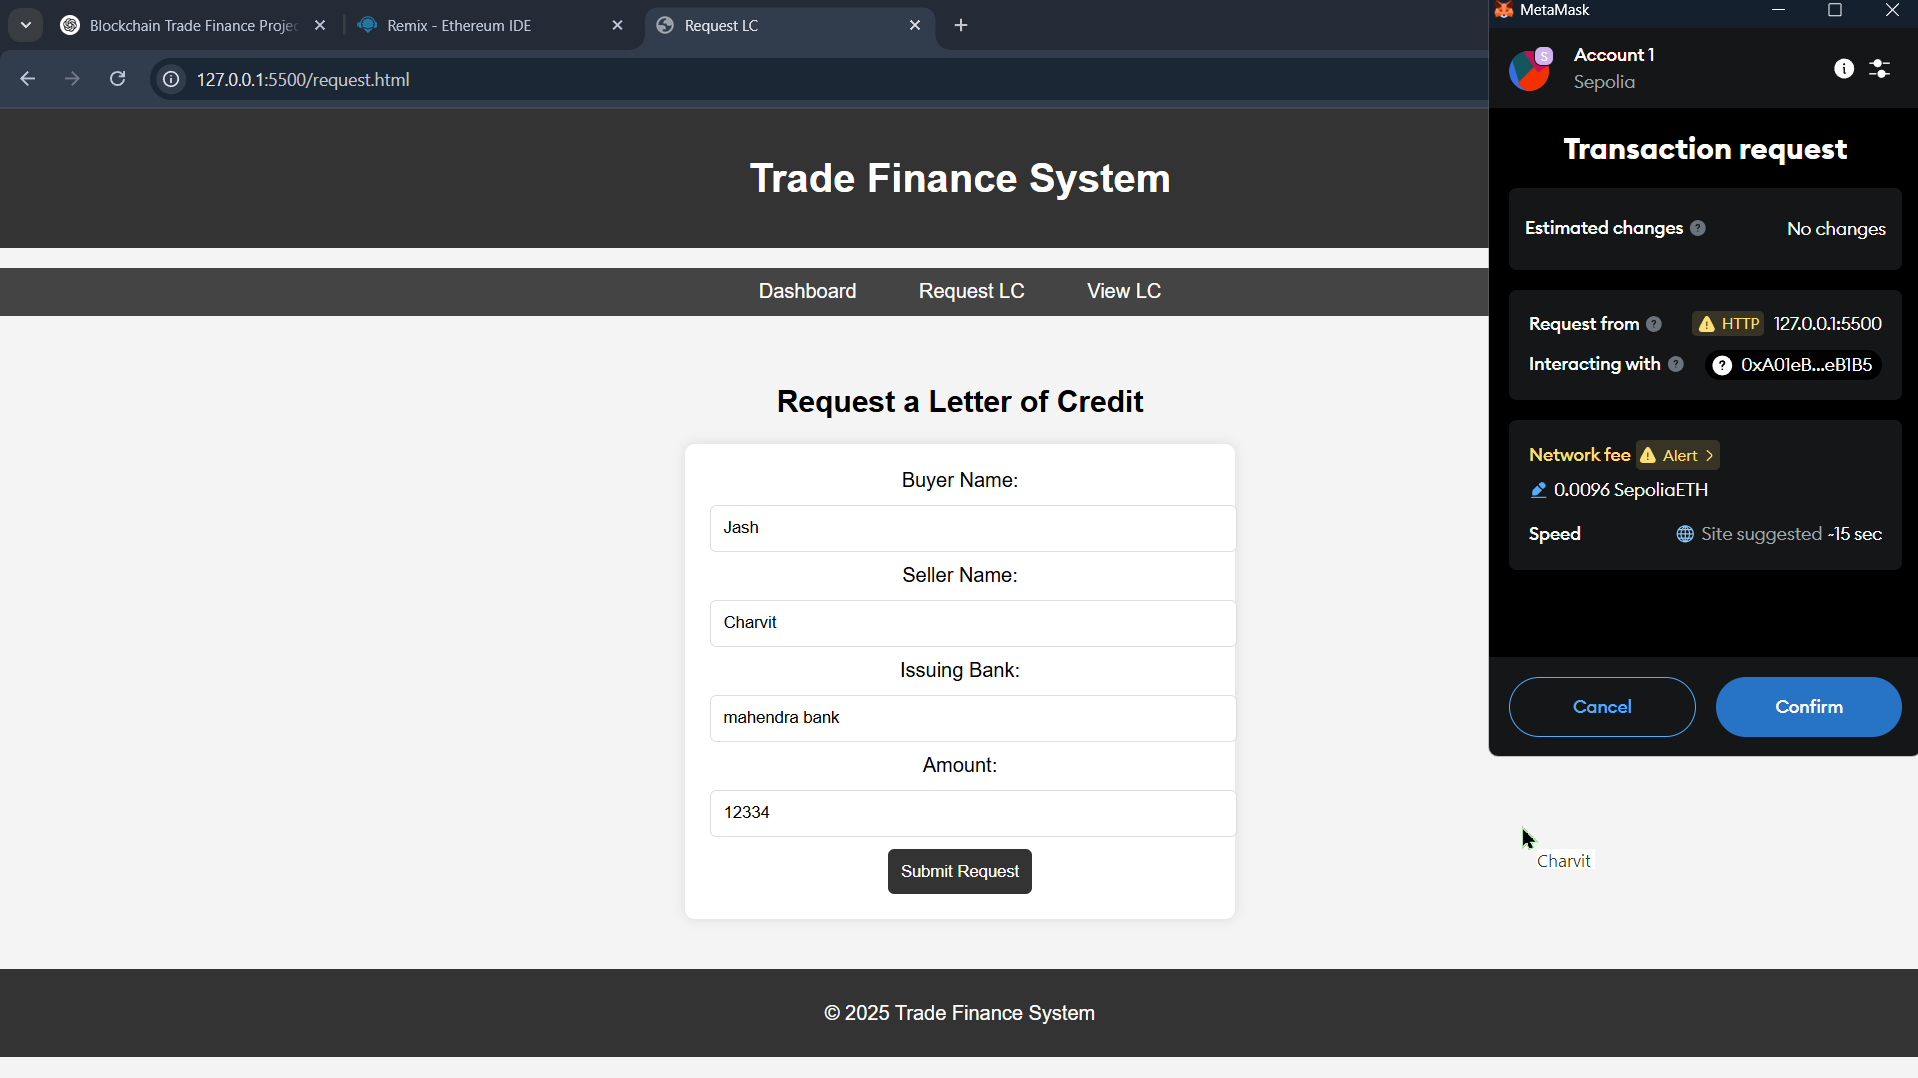 Blockchain Trade Finance Projec
Remix - Ethereum IDE
Request LC
127.0.0.1:5500/request.html
Trade Finance System
Dashboard
Request LC
View LC
Request a Letter of Credit
Buyer Name:
Jash
Seller Name:
Charvit
Issuing Bank:
mahendra bank
Amount:
12334
Submit Request
© 2025 Trade Finance System
MetaMask
S
Account 1
Sepolia
Transaction request
Estimated changes ? No changes
Request from ? HTTP 127.0.0.1:5500
Interacting with ? ? 0xA01eB...eB1B5
Network fee Alert >
0.0096 SepoliaETH
Speed Site suggested ~15 sec
Cancel
Confirm
Charvit